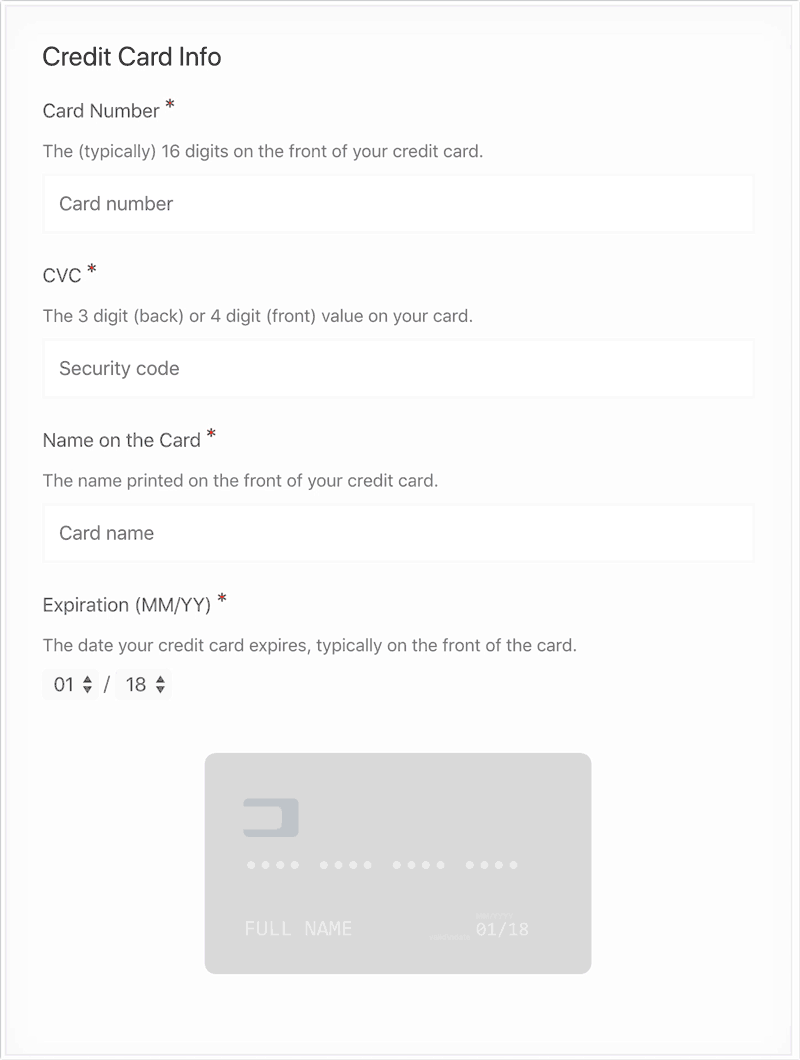 Credit Card Info
Card Number *
The (typically) 16 digits on the front of your credit card.
Card number
CVC *
The 3 digit (back) or 4 digit (front) value on your card.
Security code
Name on the Card *
The name printed on the front of your credit card.
Card name
Expiration (MM/YY) *
The date your credit card expires, typically on the front of the card.
01 / 18
•••• •••• •••• ••••
FULL NAME 01/18